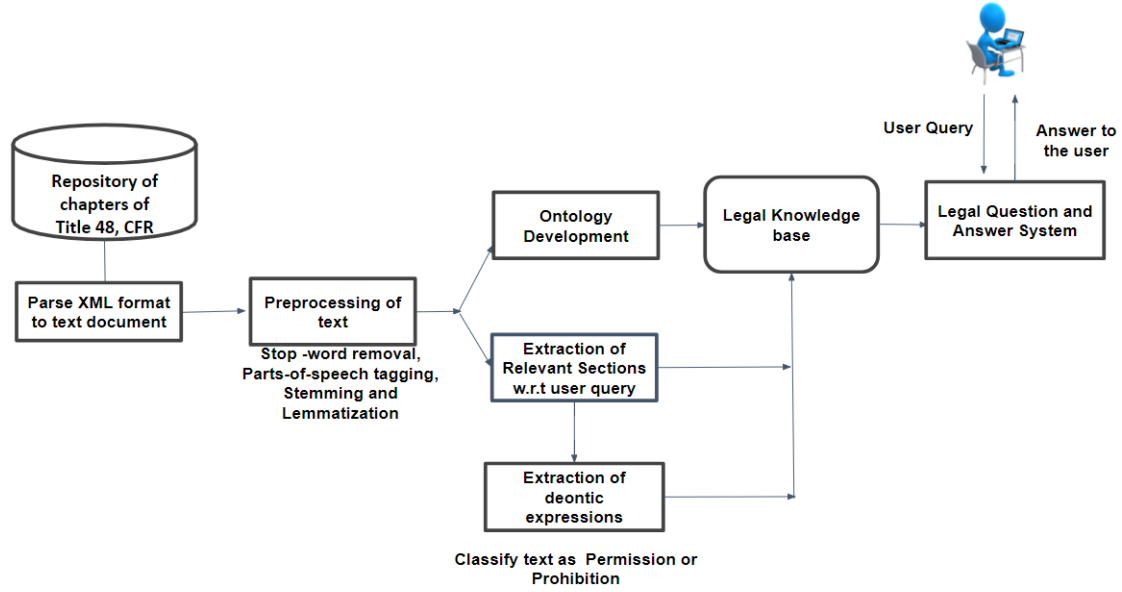 User Query
Answer to
the user
Repository of
chapters of
Title 48, CFR
Ontology
Development
Legal Knowledge
base
Legal Question and
Answer System
Parse XML format
to text document
Preprocessing of
text
Stop -word removal,
Parts-of-speech tagging,
Stemming and
Lemmatization
Extraction of
Relevant Sections
w.r.t user query
Extraction of
deontic
expressions
Classify text as Permission or
Prohibition